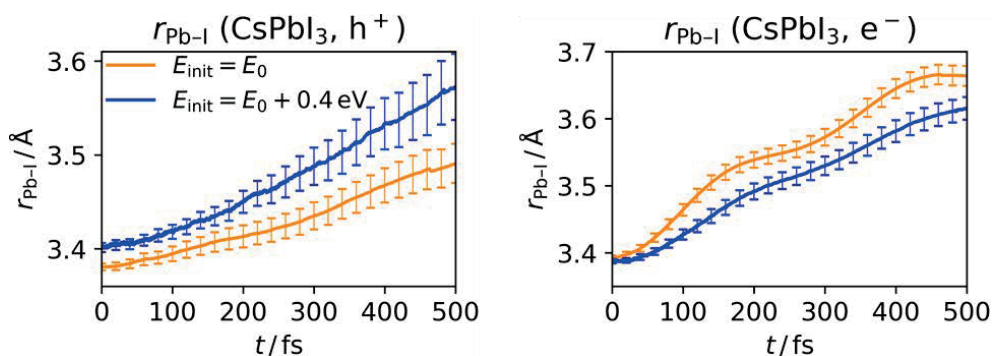 r_Pb–I (CsPbI₃, h⁺)
r_Pb–I / Å
3.6
3.5
3.4
E_init = E₀
E_init = E₀ + 0.4 eV
0 100 200 300 400 500
t / fs
r_Pb–I (CsPbI₃, e⁻)
r_Pb–I / Å
3.7
3.6
3.5
3.4
0 100 200 300 400 500
t / fs